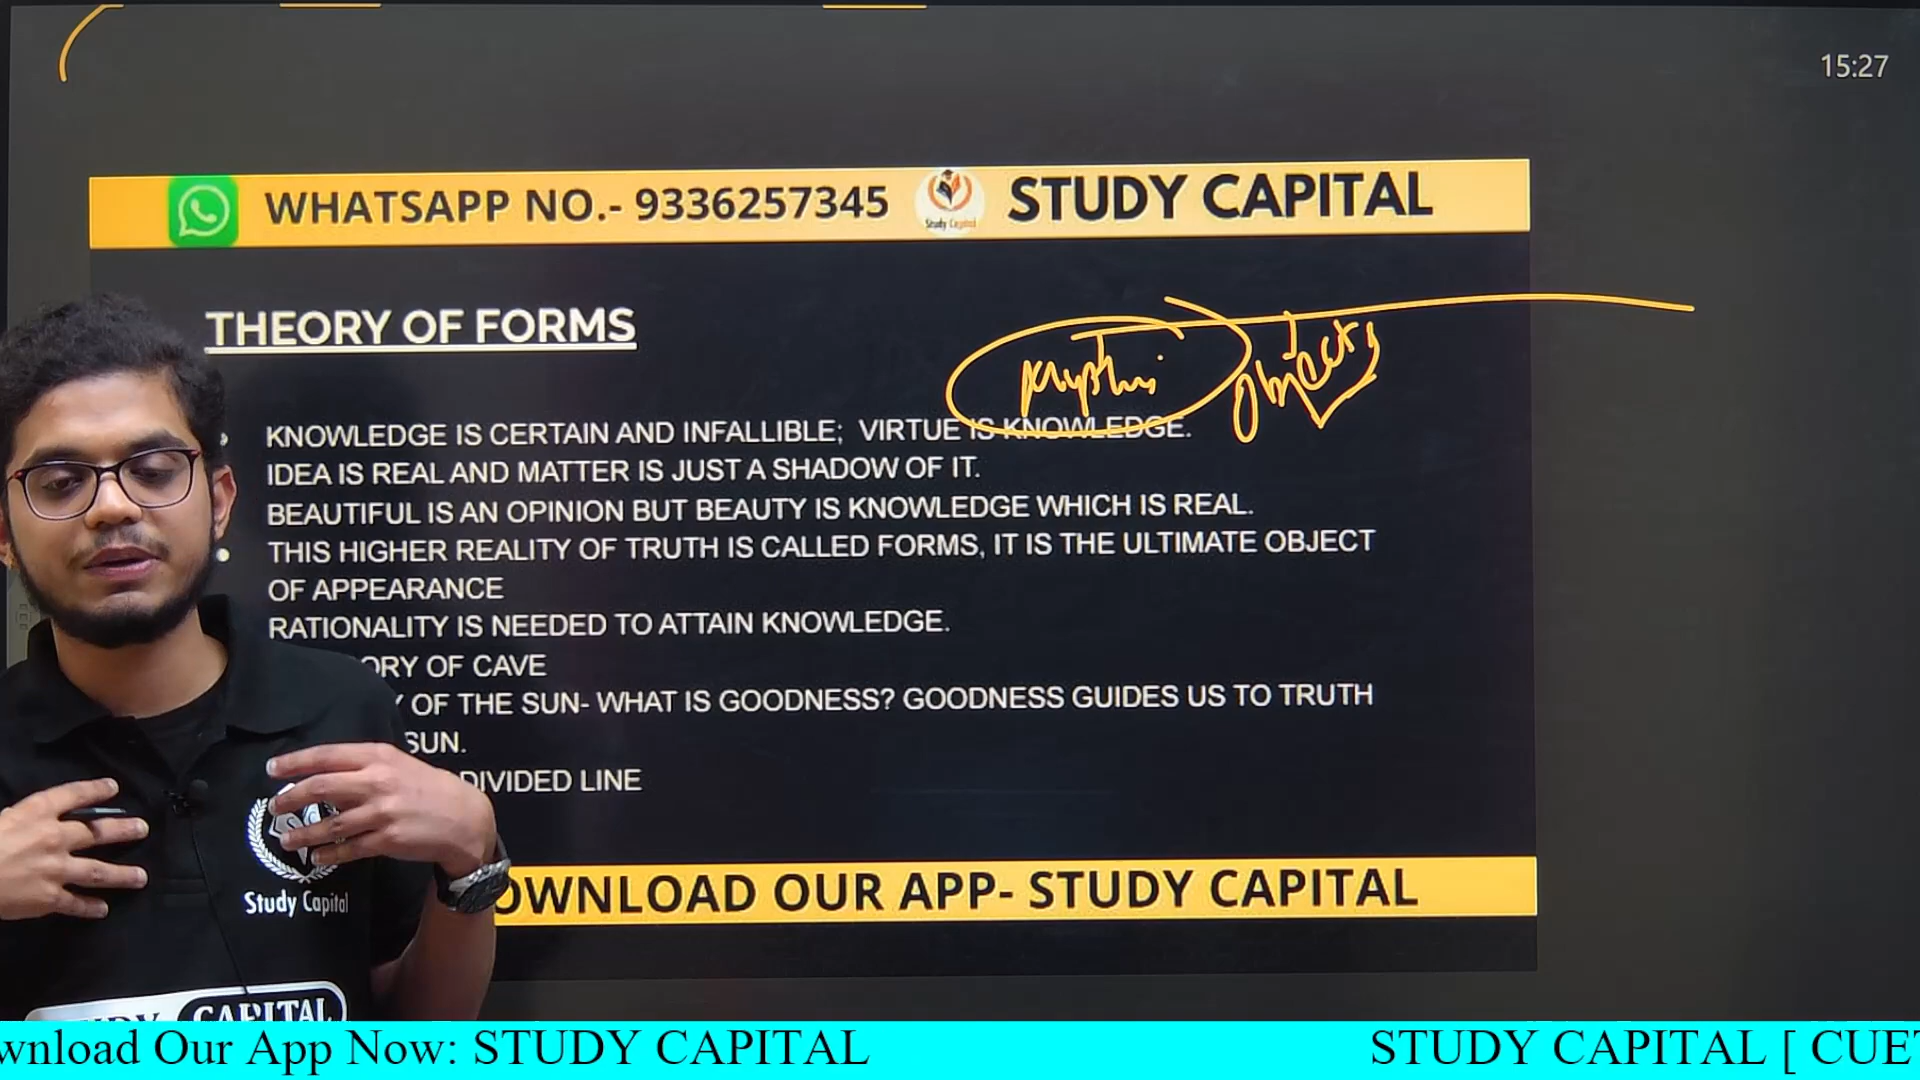 15:27
WHATSAPP NO.- 9336257345 Study Capital STUDY CAPITAL
THEORY OF FORMS
objects
KNOWLEDGE IS CERTAIN AND INFALLIBLE; VIRTUE IS KNOWLEDGE.
IDEA IS REAL AND MATTER IS JUST A SHADOW OF IT.
BEAUTIFUL IS AN OPINION BUT BEAUTY IS KNOWLEDGE WHICH IS REAL.
THIS HIGHER REALITY OF TRUTH IS CALLED FORMS, IT IS THE ULTIMATE OBJECT
OF APPEARANCE
RATIONALITY IS NEEDED TO ATTAIN KNOWLEDGE.
ORY OF CAVE
Y OF THE SUN- WHAT IS GOODNESS? GOODNESS GUIDES US TO TRUTH
SUN.
DIVIDED LINE
OWNLOAD OUR APP- STUDY CAPITAL
Study Capital
STUDY CAPITAL
wnload Our App Now: STUDY CAPITAL STUDY CAPITAL [ CUET